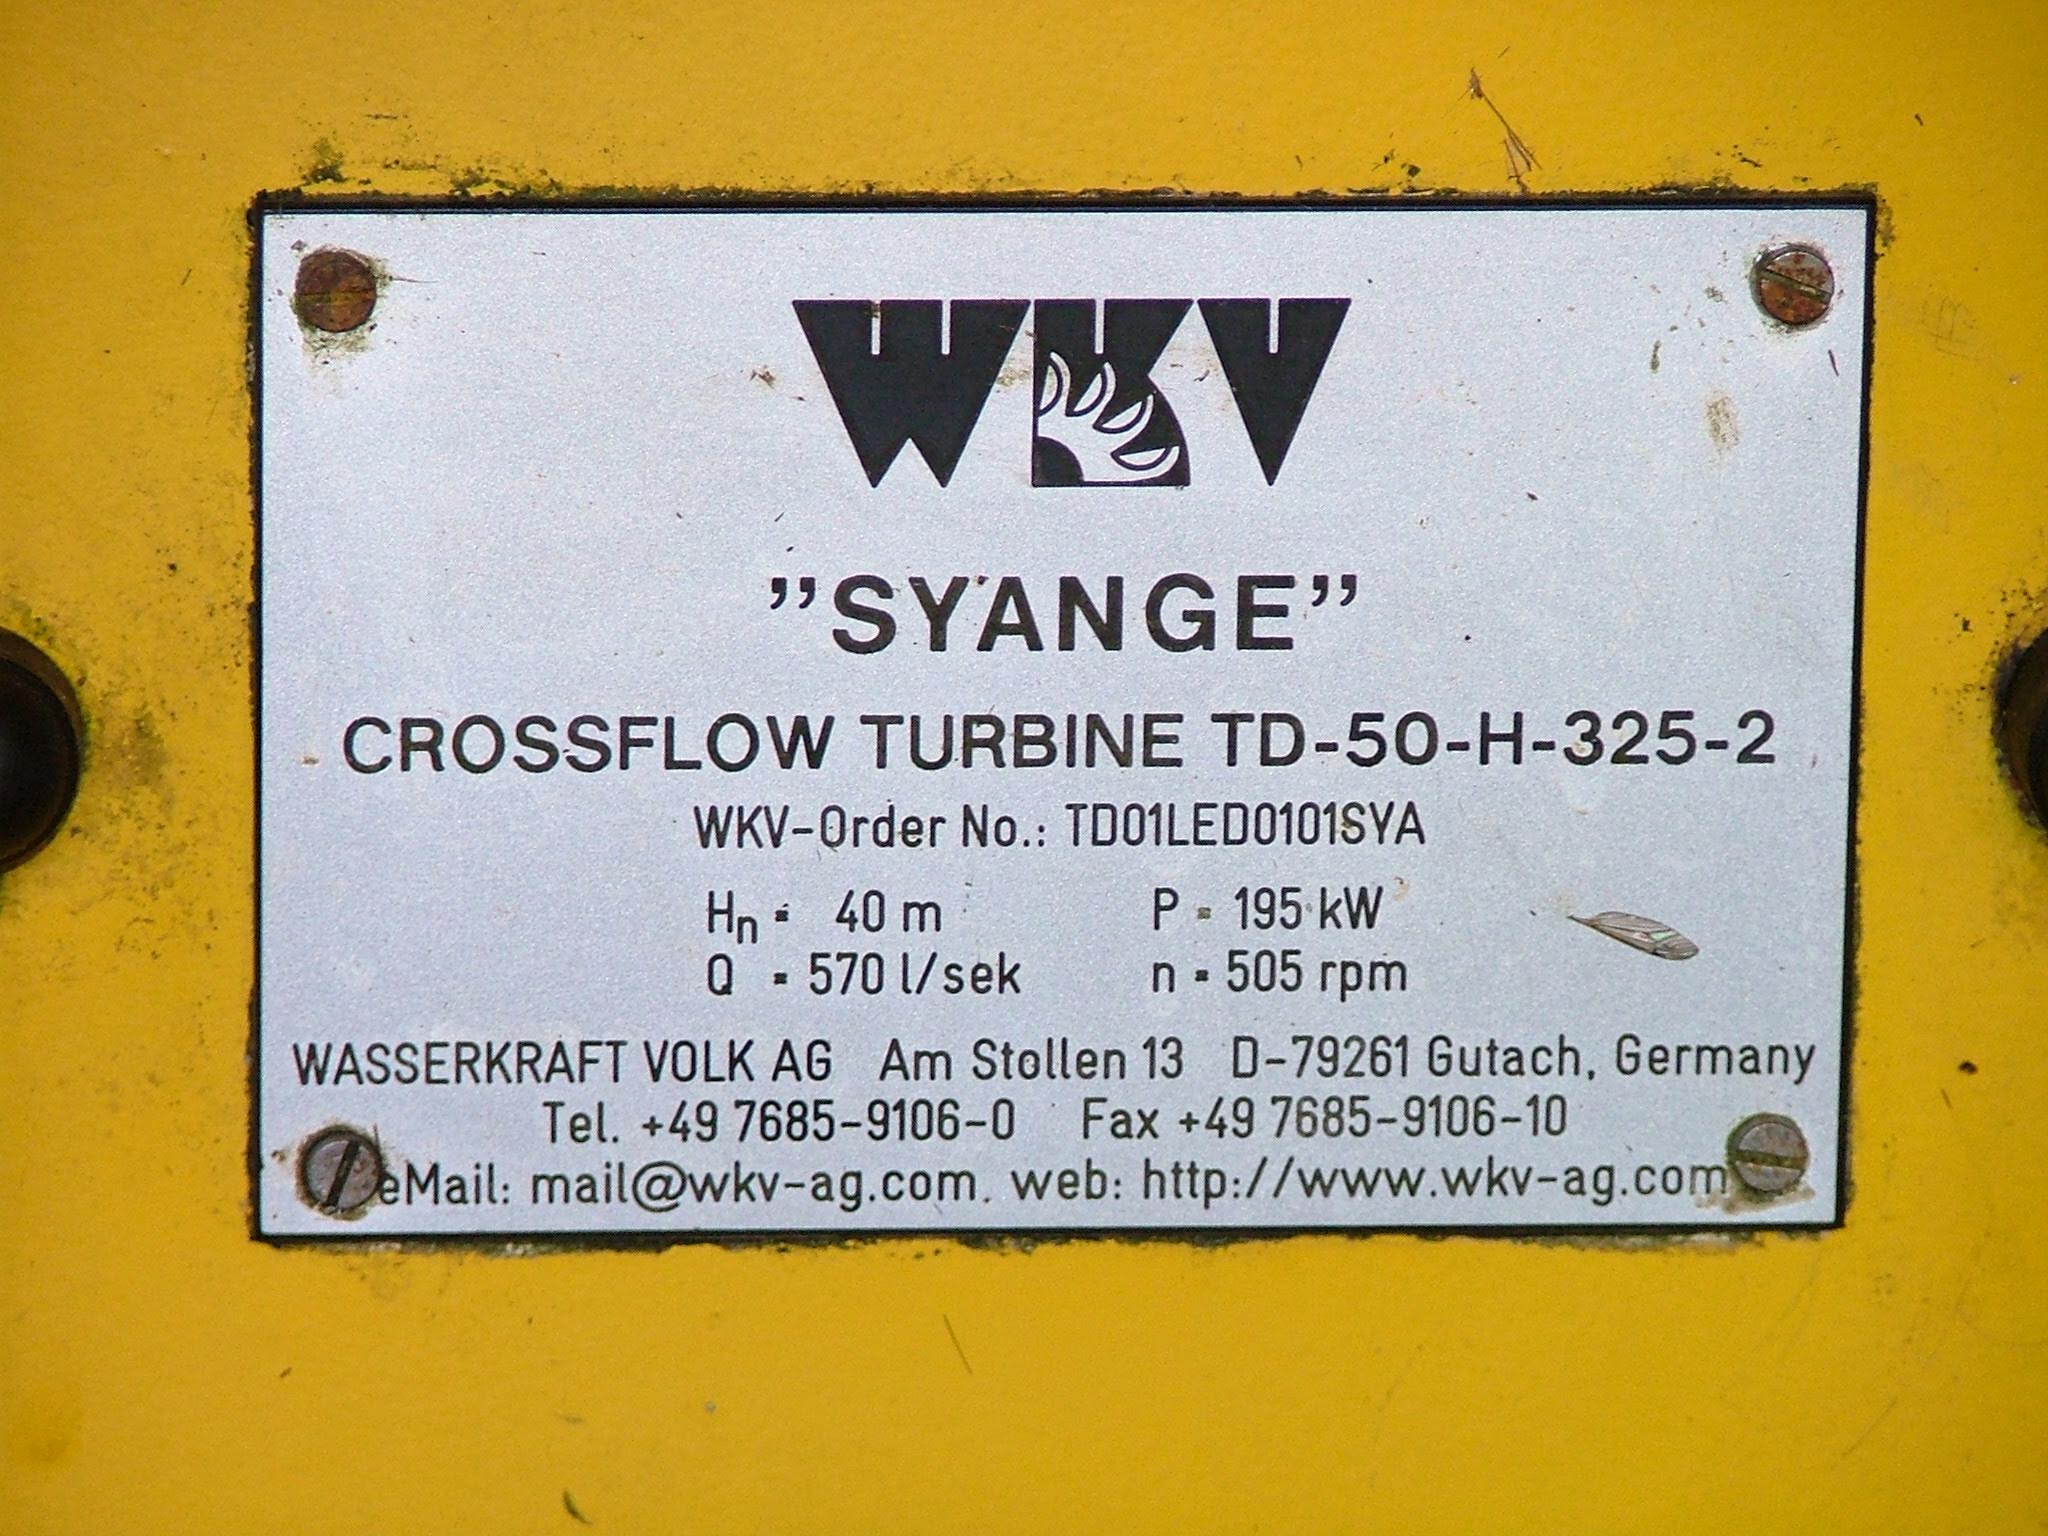 WKV
"SYANGE"
CROSSFLOW TURBINE TD-50-H-325-2
WKV-Order No.: TD01LED0101SYA
Hn = 40 m P = 195 kW
Q = 570 l/sek n = 505 rpm
WASSERKRAFT VOLK AG Am Stollen 13 D-79261 Gutach, Germany
Tel. +49 7685-9106-0 Fax +49 7685-9106-10
eMail: mail@wkv-ag.com. web: http://www.wkv-ag.com